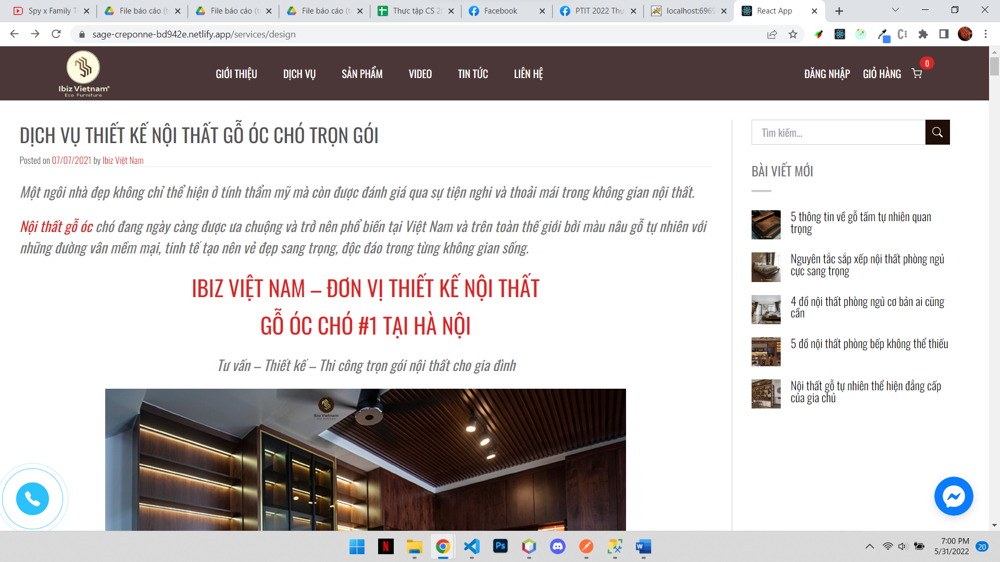 Spy x Family T
File báo cáo (t
File báo cáo (t
File báo cáo (t
Thực tập CS 20
Facebook
PTIT 2022 Thu
localhost:6969
React App
sage-creponne-bd942e.netlify.app/services/design
Ibiz Vietnam®
Eco Furniture
GIỚI THIỆU
DỊCH VỤ
SẢN PHẨM
VIDEO
TIN TỨC
LIÊN HỆ
ĐĂNG NHẬP
GIỎ HÀNG
0
DỊCH VỤ THIẾT KẾ NỘI THẤT GỖ ÓC CHÓ TRỌN GÓI
Posted on 07/07/2021 by Ibiz Việt Nam
Một ngôi nhà đẹp không chỉ thể hiện ở tính thẩm mỹ mà còn được đánh giá qua sự tiện nghi và thoải mái trong không gian nội thất.
Nội thất gỗ óc chó đang ngày càng được ưa chuộng và trở nên phổ biến tại Việt Nam và trên toàn thế giới bởi màu nâu gỗ tự nhiên với
những đường vân mềm mại, tinh tế tạo nên vẻ đẹp sang trọng, độc đáo trong từng không gian sống.
IBIZ VIỆT NAM – ĐƠN VỊ THIẾT KẾ NỘI THẤT
GỖ ÓC CHÓ #1 TẠI HÀ NỘI
Tư vấn – Thiết kế – Thi công trọn gói nội thất cho gia đình
Ibiz Vietnam
Eco Furniture
Tìm kiếm...
BÀI VIẾT MỚI
5 thông tin về gỗ tấm tự nhiên quan
trọng
Nguyên tắc sắp xếp nội thất phòng ngủ
cực sang trọng
4 đồ nội thất phòng ngủ cơ bản ai cũng
cần
5 đồ nội thất phòng bếp không thể thiếu
Nội thất gỗ tự nhiên thể hiện đẳng cấp
của gia chủ
N
Ps
W
7:00 PM
5/31/2022
20